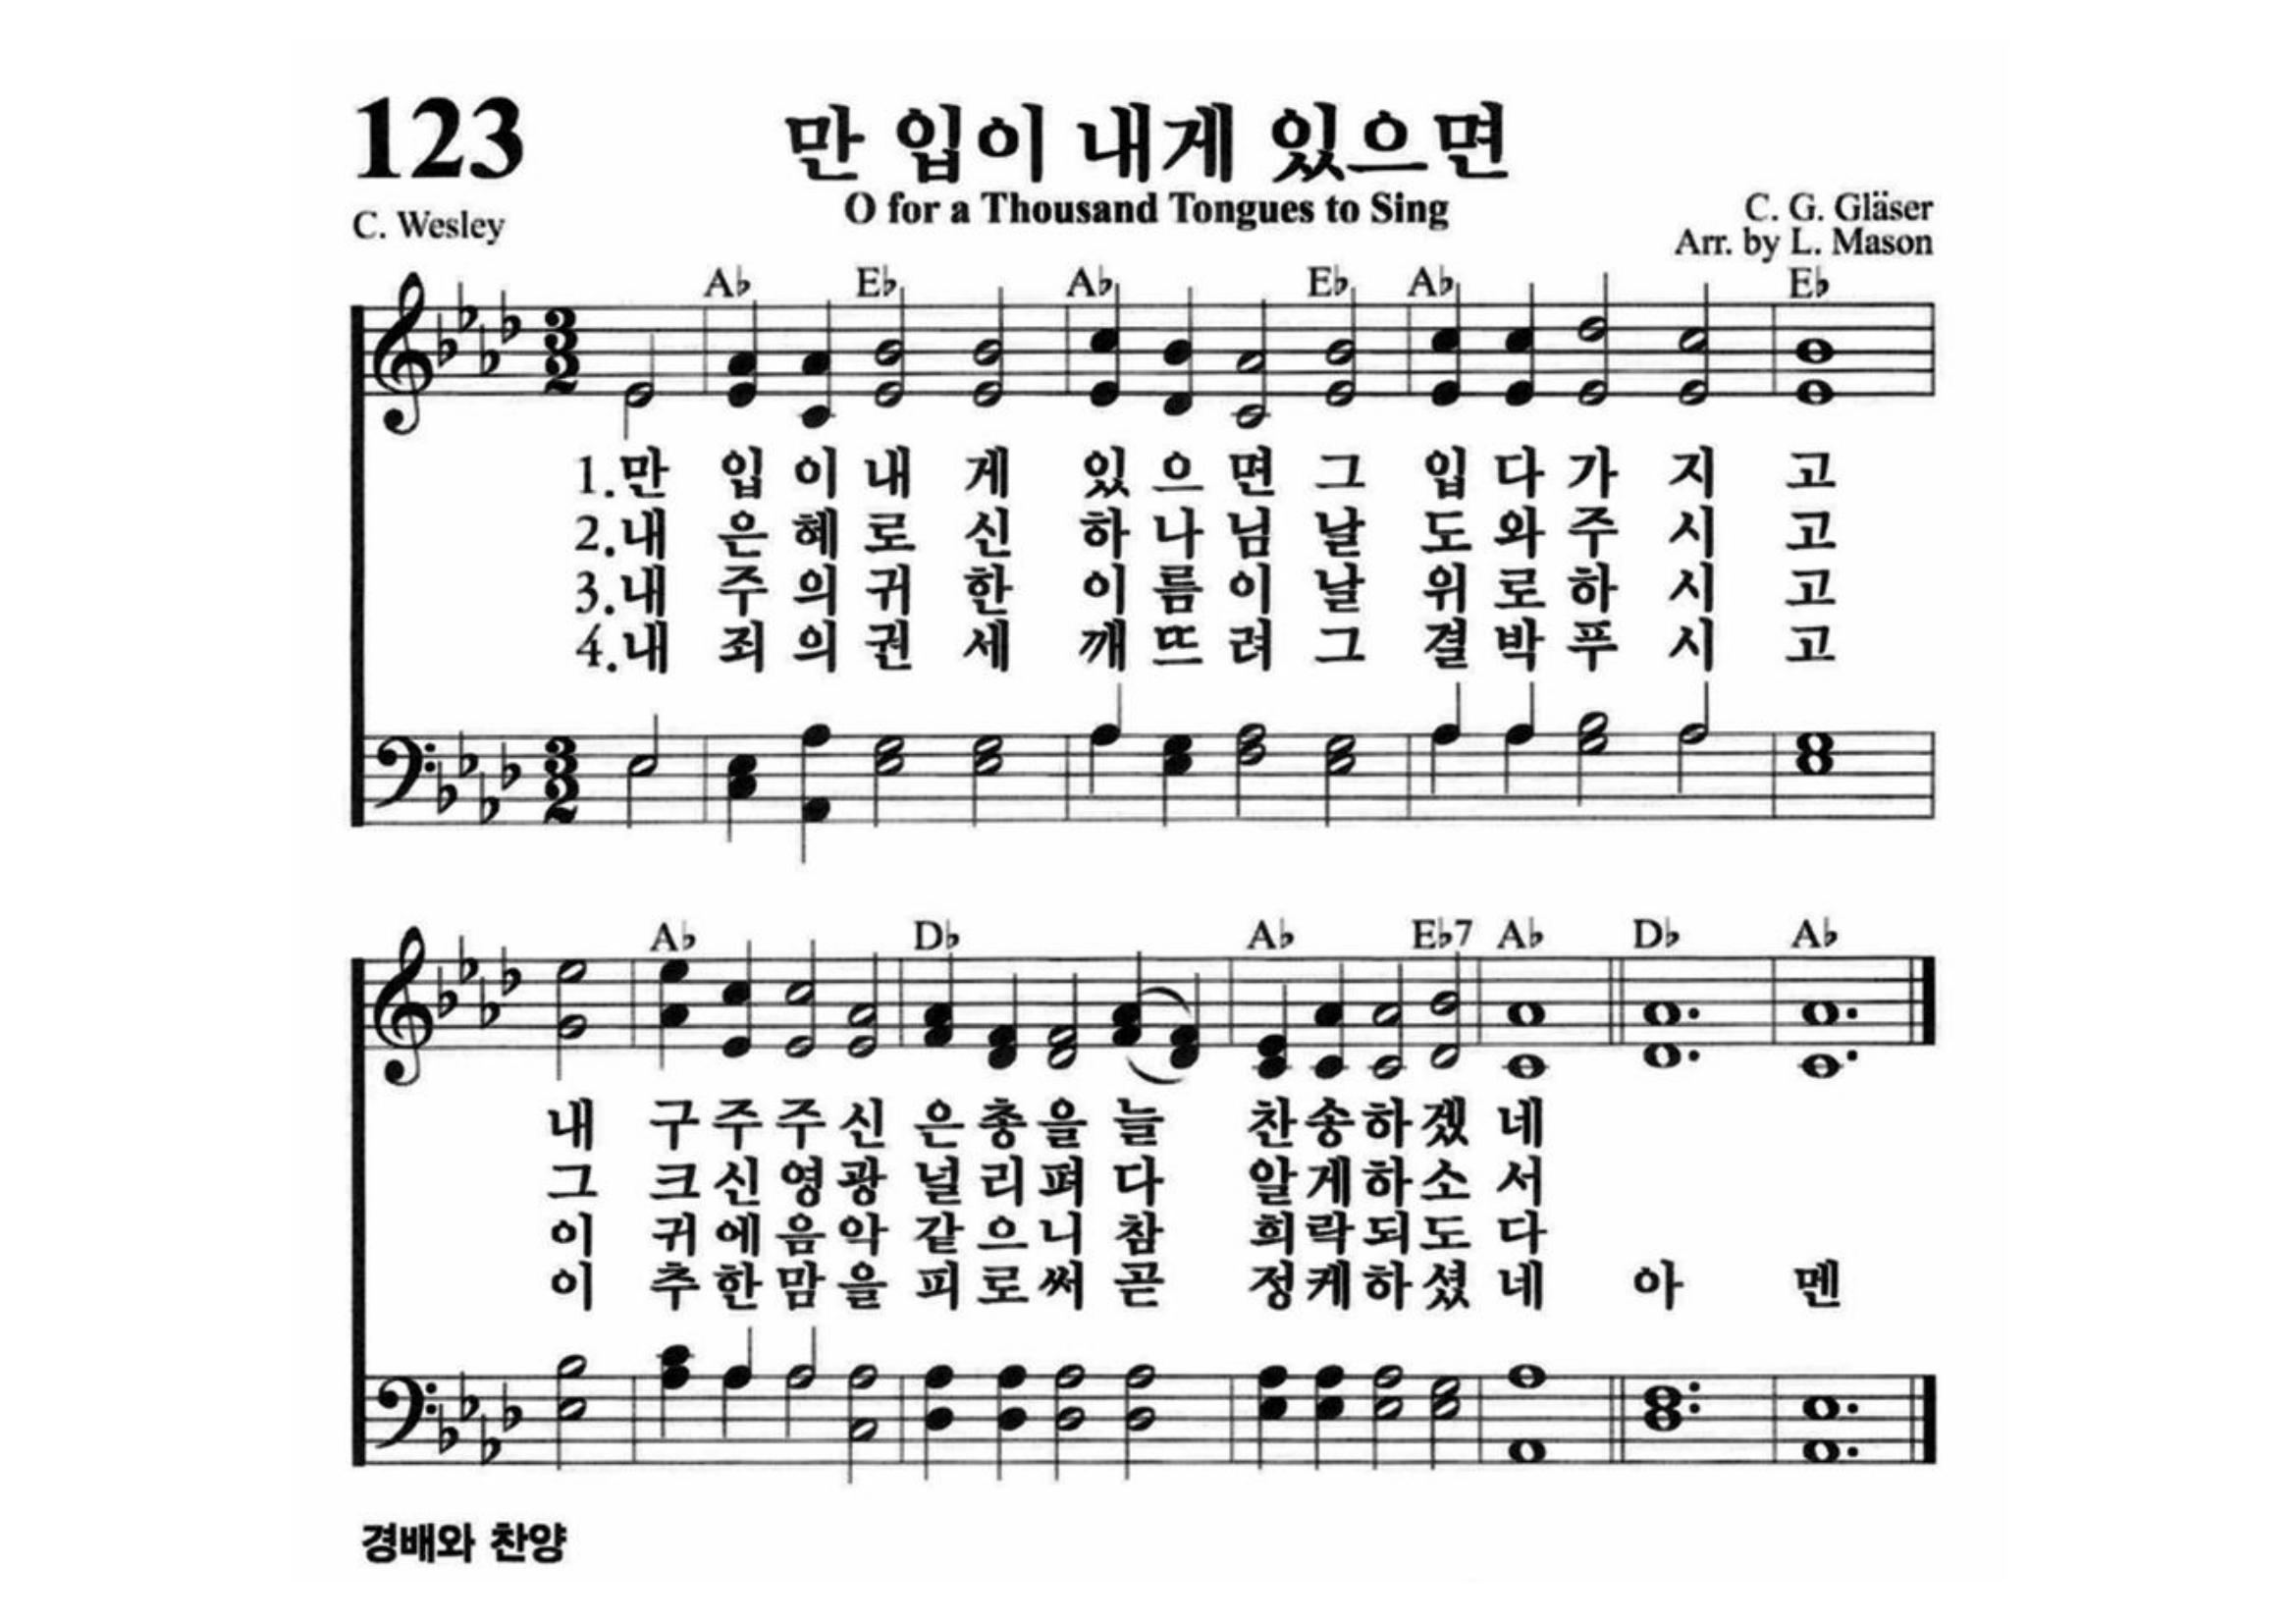 123
만 입이 내게 있으면
O for a Thousand Tongues to Sing
C. Wesley
C. G. Gläser
Arr. by L. Mason
A♭ E♭ A♭ E♭ A♭ E♭
1.만 입 이 내 게 있 으 면 그 입 다 가 지 고
2.내 은 혜 로 신 하 나 님 날 도 와 주 시 고
3.내 주 의 귀 한 이 름 이 날 위 로 하 시 고
4.내 죄 의 권 세 깨 뜨 려 그 결 박 푸 시 고
A♭ D♭ A♭ E♭7 A♭ D♭ A♭
내 구 주 주 신 은 총 을 늘 찬 송 하 겠 네
그 크 신 영 광 널 리 펴 다 알 게 하 소 서
이 귀 에 음 악 같 으 니 참 희 락 되 도 다
이 추 한 맘 을 피 로 써 곧 정 케 하 셨 네 아 멘
경배와 찬양